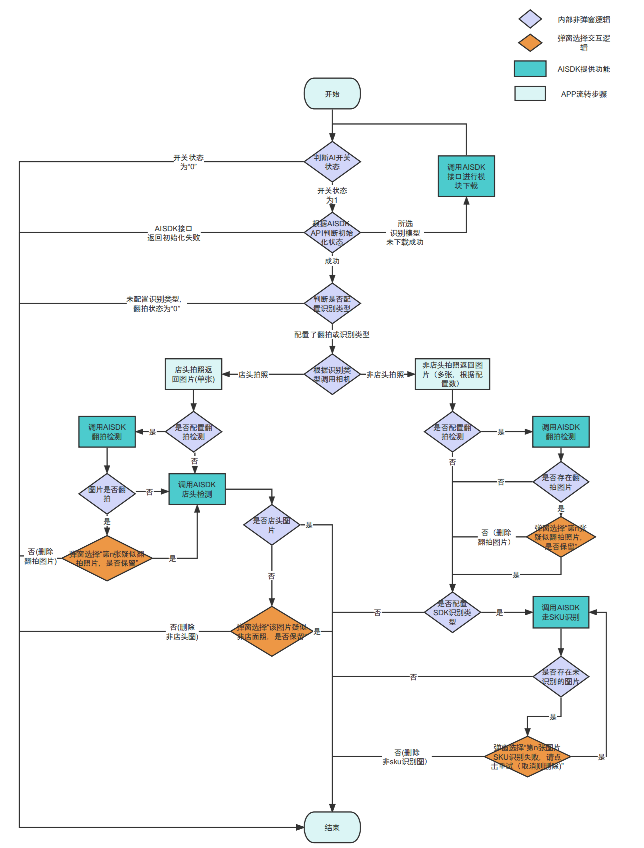 内部非弹窗逻辑
弹窗选择交互逻
辑
AISDK提供功能
APP流转步骤
开始
判断AI开关
状态
开关状态
为"0"
开关状态
为1
调用AISDK
接口进行模
块下载
根据AISDK
API判断初始
化状态
AISDK接口
返回初始化失败
所选
识别模型
未下载成功
成功
判断是否配
置识别类型
未配置识别类型，
翻拍状态为"0"
配置了翻拍或识别类型
根据识别类
型调用相机
店头拍照
非店头拍照
店头拍照返
回图片(单张)
非店头拍照返回图
片（多张，根据配
置数）
是否配置翻
拍检测
是
调用AISDK
翻拍检测
否
是否配置翻
拍检测
是
调用AISDK
翻拍检测
否
图片是否翻
拍
否
调用AISDK
店头检测
是
是否存在翻
拍图片
否
是
是否店头图
片
是
否
弹窗选择"第n张疑似翻
拍照片，是否保留"
否(删除
翻拍图片)
是
弹窗选择"第n张
疑似翻拍照片，
是否保留"
否（删除
翻拍图片）
是
弹窗选择"该图片疑似
非店面照，是否保留"
否(删除
非店头图)
是
是否配置
SDK识别类
型
否
是
调用AISDK
走SKU识别
是否存在未
识别的图片
否
是
弹窗选择"第n张图片
SKU识别失败，请点
出重试（取消则删除）"
否(删除
非sku识别图）
是
结束